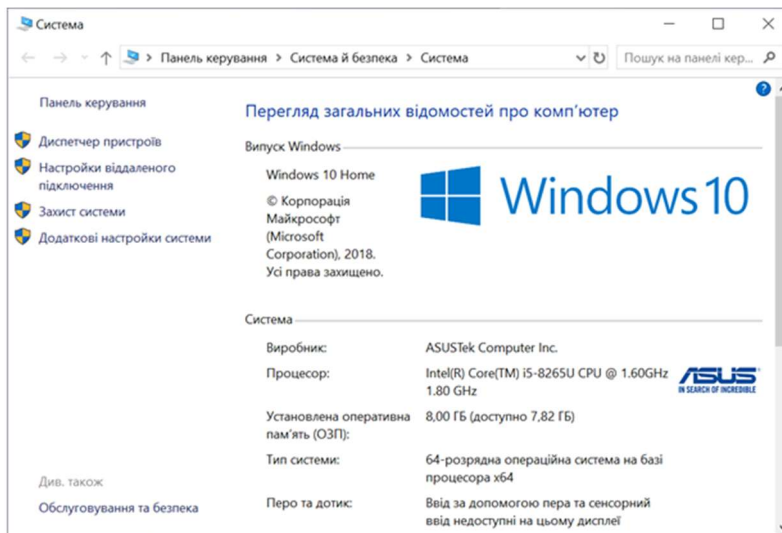 Система
Панель керування > Система й безпека > Система
Пошук на панелі кер...
Панель керування
Диспетчер пристроїв
Настройки віддаленого
підключення
Захист системи
Додаткові настройки системи
Див. також
Обслуговування та безпека
Перегляд загальних відомостей про комп'ютер
Випуск Windows
Windows 10 Home
© Корпорація
Майкрософт
(Microsoft
Corporation), 2018.
Усі права захищено.
Windows 10
Система
Виробник: ASUSTek Computer Inc.
Процесор: Intel(R) Core(TM) i5-8265U CPU @ 1.60GHz
1.80 GHz
ASUS
IN SEARCH OF INCREDIBLE
Установлена оперативна 8,00 ГБ (доступно 7,82 ГБ)
пам'ять (ОЗП):
Тип системи: 64-розрядна операційна система на базі
процесора x64
Перо та дотик: Ввід за допомогою пера та сенсорний
ввід недоступні на цьому дисплеї